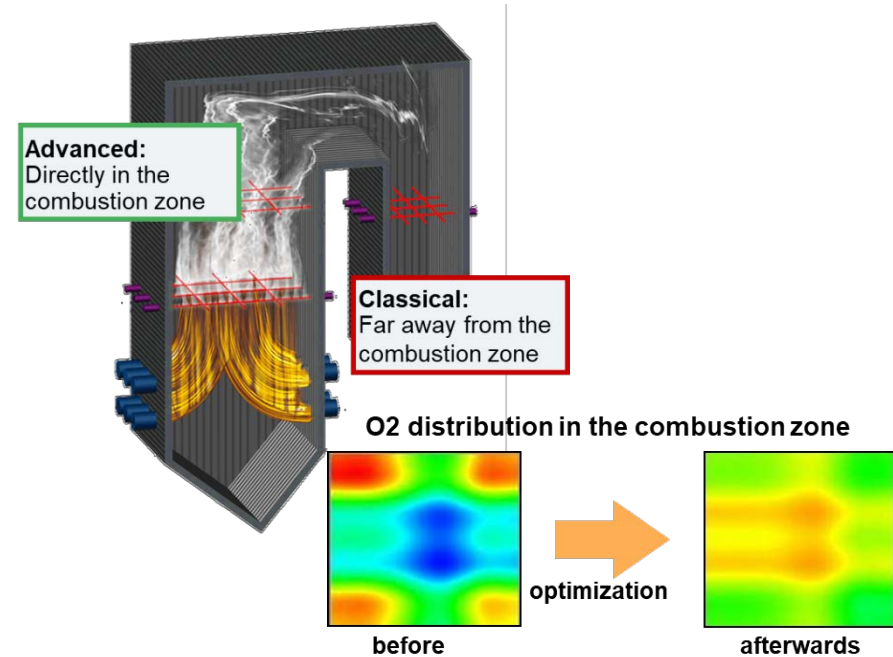 Advanced:
Directly in the
combustion zone
Classical:
Far away from the
combustion zone
O2 distribution in the combustion zone
optimization
before
afterwards